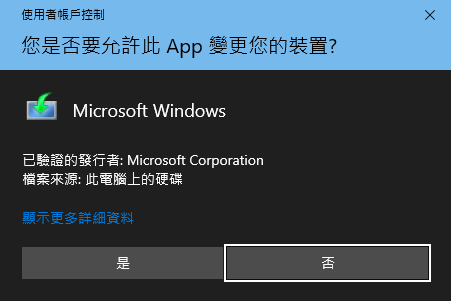 使用者帳戶控制
您是否要允許此 App 變更您的裝置?
Microsoft Windows
已驗證的發行者: Microsoft Corporation
檔案來源: 此電腦上的硬碟
顯示更多詳細資料
是
否